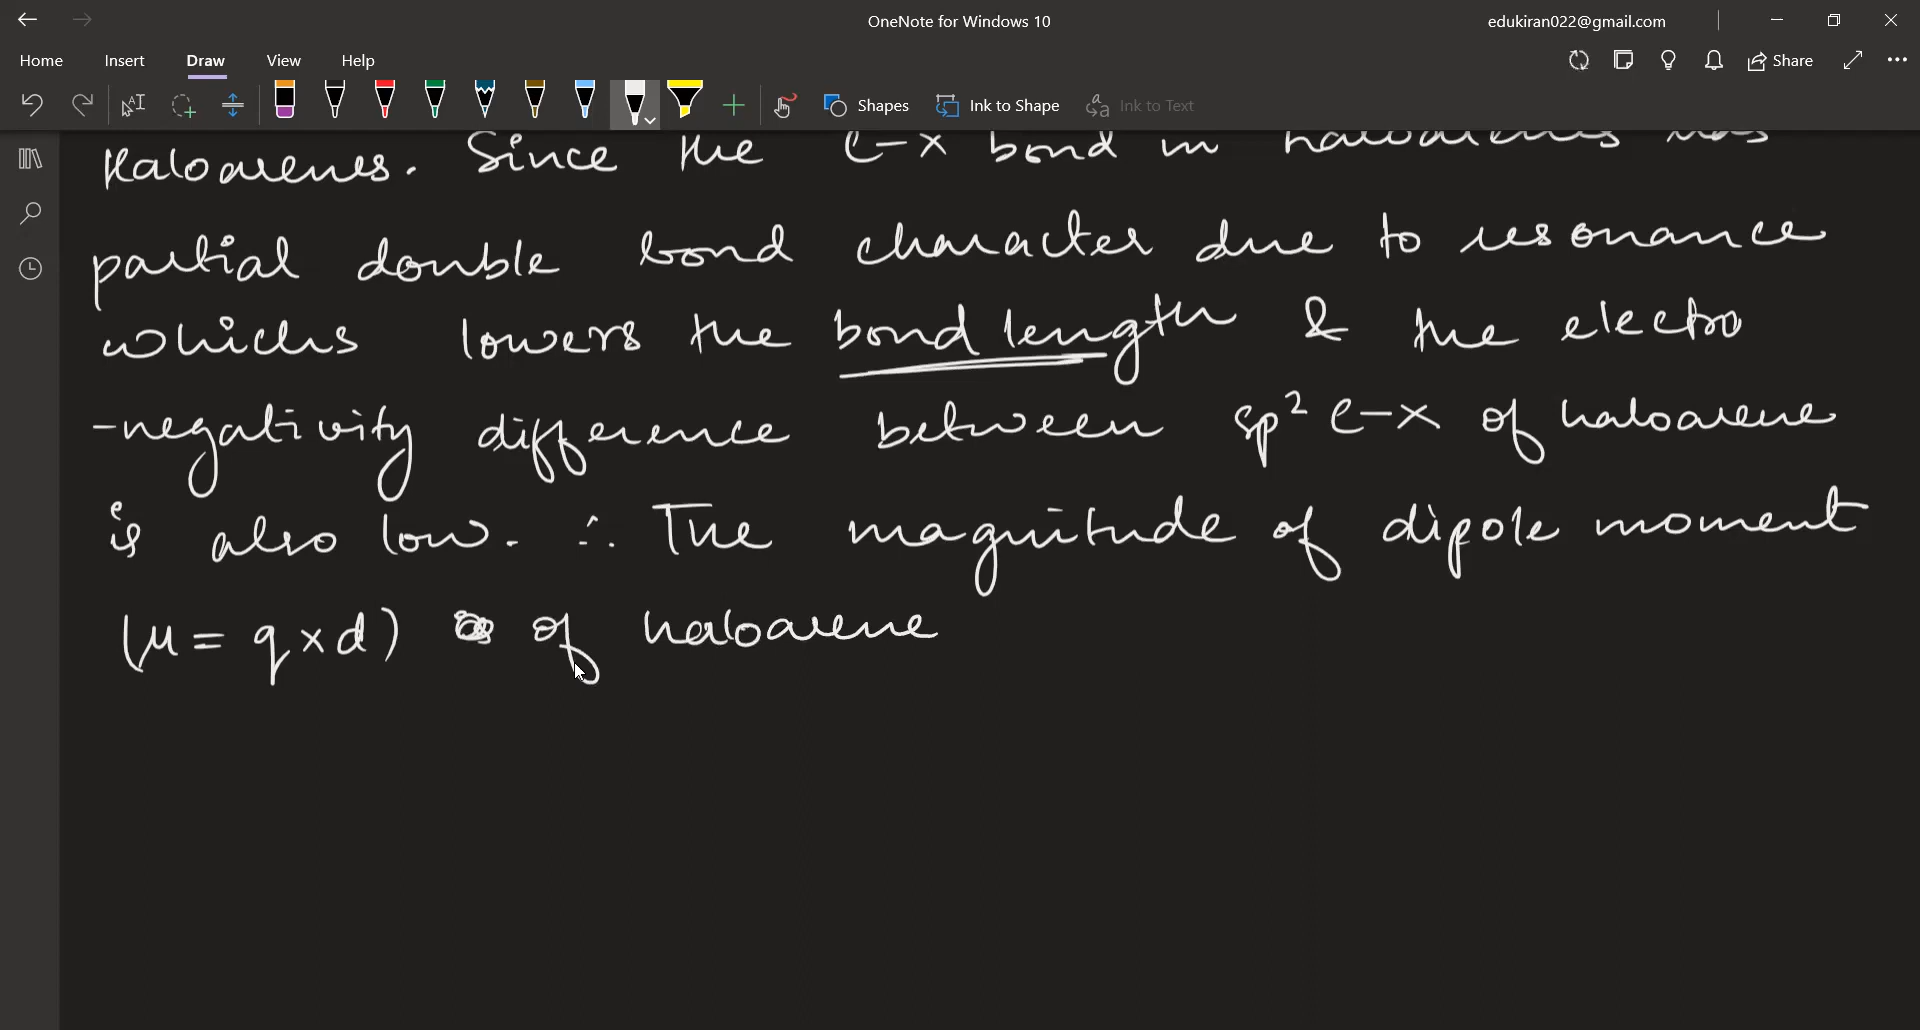 OneNote for Windows 10
edukiran022@gmail.com
Home Insert Draw View Help
Share
Shapes Ink to Shape Ink to Text
Haloarenes. Since the C-X bond in haloarenes has
partial double bond character due to resonance
which lowers the bond length & the electro
-negativity difference between sp² C-X of haloarene
is also low. ∴ The magnitude of dipole moment
(μ = q×d) of haloarene